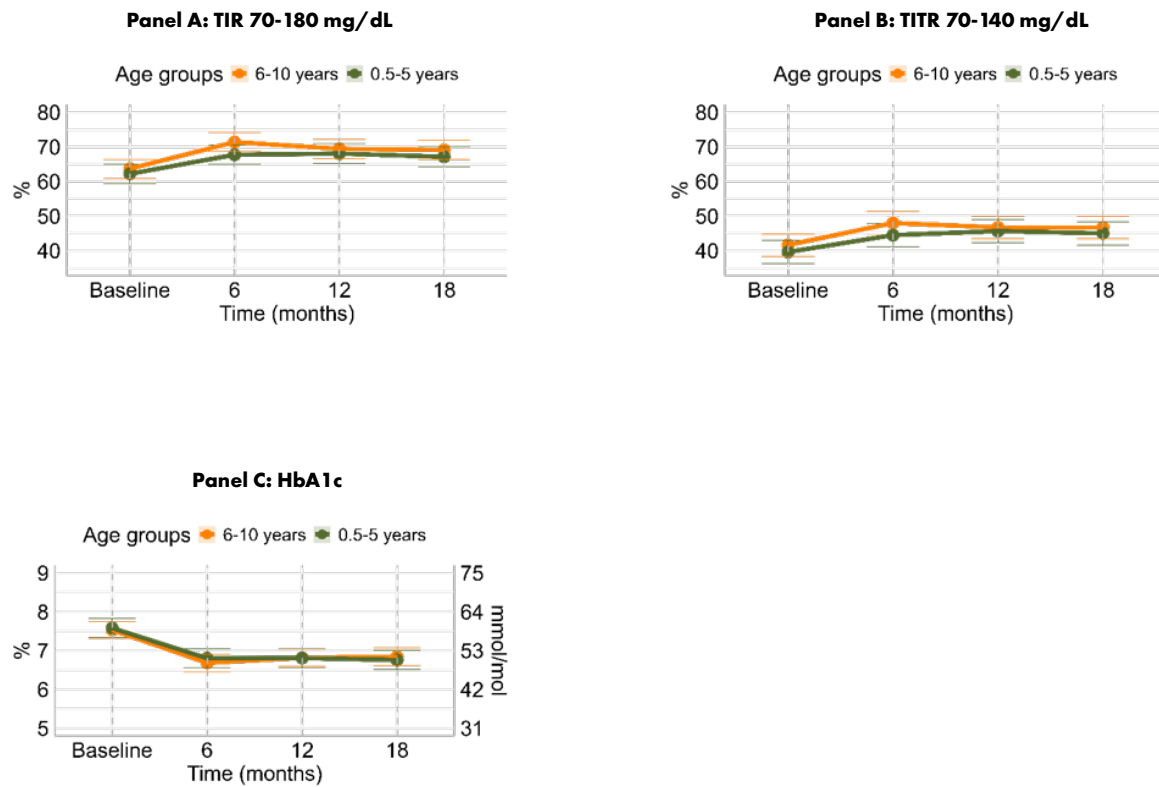 Panel A: TIR 70-180 mg/dL
Age groups 6-10 years 0.5-5 years
80
70
60
50
40
%
Baseline 6 12 18
Time (months)
Panel B: TITR 70-140 mg/dL
Age groups 6-10 years 0.5-5 years
80
70
60
50
40
%
Baseline 6 12 18
Time (months)
Panel C: HbA1c
Age groups 6-10 years 0.5-5 years
9 75
8 64
7 53
6 42
5 31
%
mmol/mol
Baseline 6 12 18
Time (months)